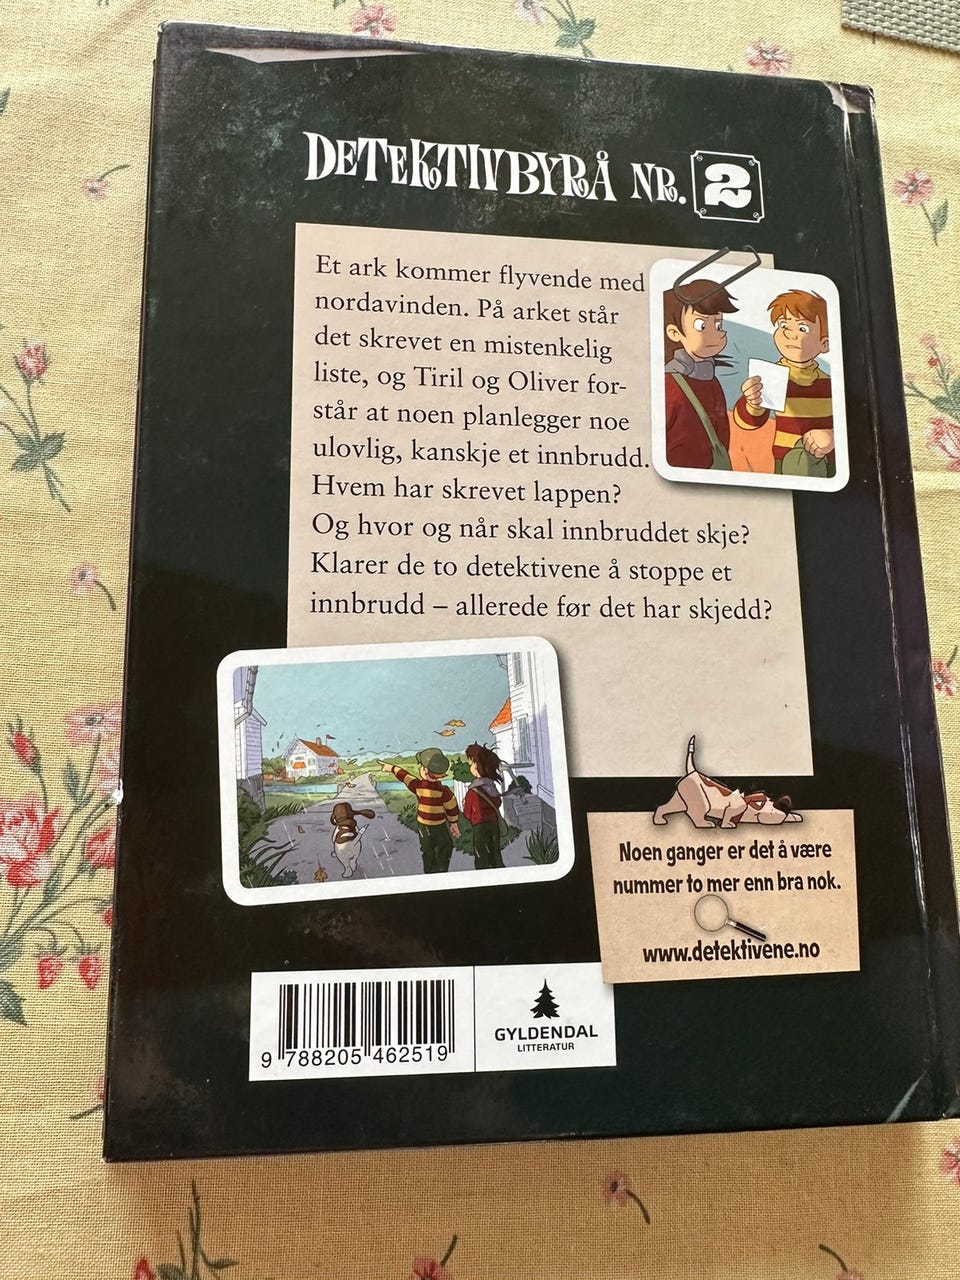 DETEKTIVBYRÅ NR. 2
Et ark kommer flyvende med
nordavinden. På arket står
det skrevet en mistenkelig
liste, og Tiril og Oliver for-
står at noen planlegger noe
ulovlig, kanskje et innbrudd.
Hvem har skrevet lappen?
Og hvor og når skal innbruddet skje?
Klarer de to detektivene å stoppe et
innbrudd – allerede før det har skjedd?
Noen ganger er det å være
nummer to mer enn bra nok.
www.detektivene.no
9 788205 462519
GYLDENDAL
LITTERATUR